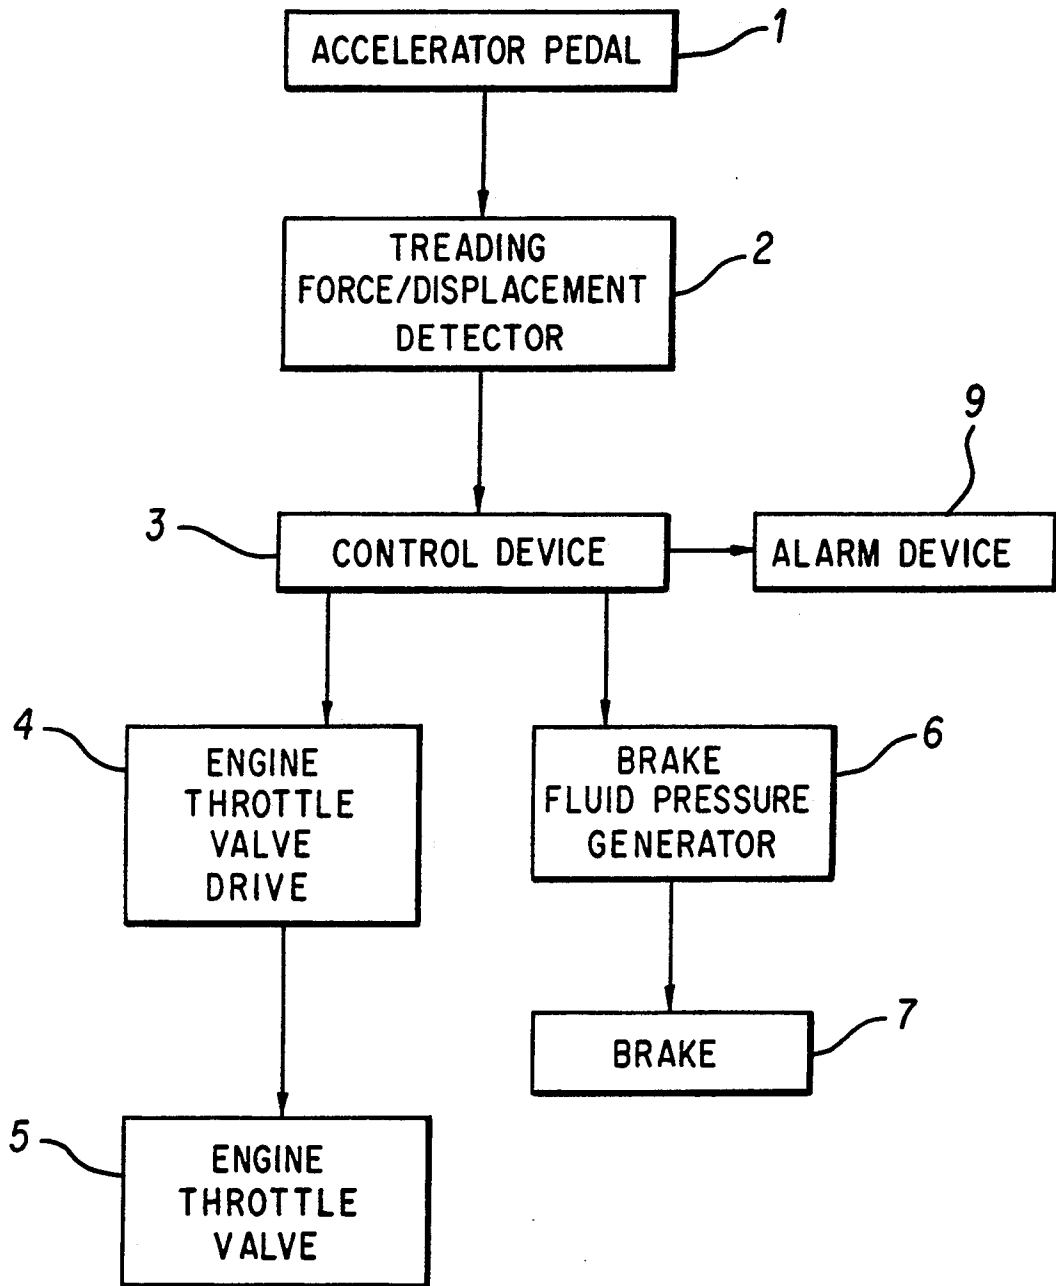 ACCELERATOR PEDAL
1
TREADING
FORCE/DISPLACEMENT
DETECTOR
2
9
3
CONTROL DEVICE
ALARM DEVICE
4
ENGINE
THROTTLE
VALVE
DRIVE
BRAKE
FLUID PRESSURE
GENERATOR
6
BRAKE
7
5
ENGINE
THROTTLE
VALVE